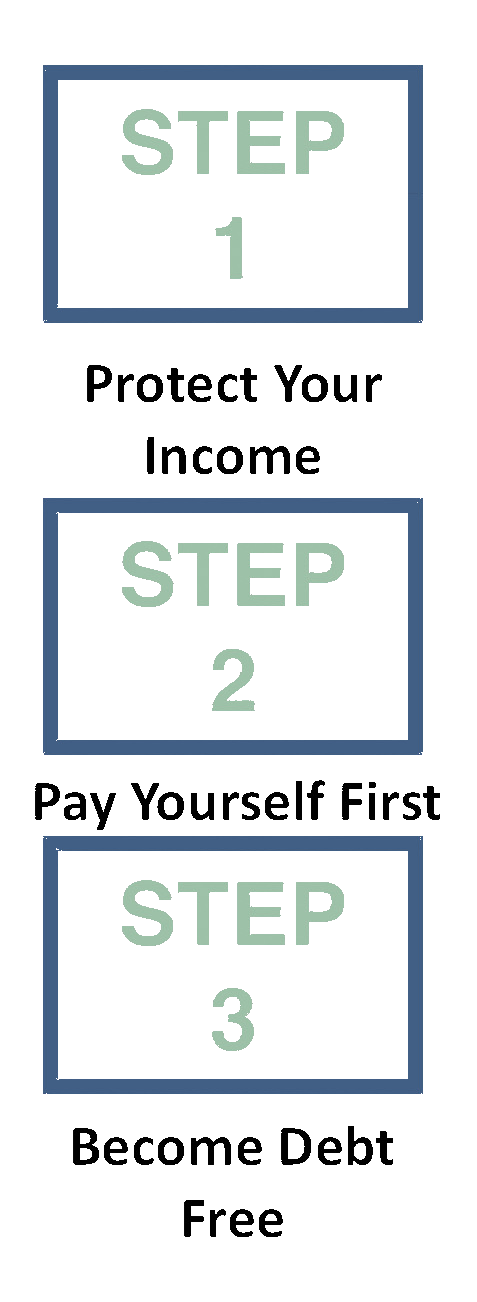 STEP
1
Protect Your
Income
STEP
2
Pay Yourself First
STEP
3
Become Debt
Free